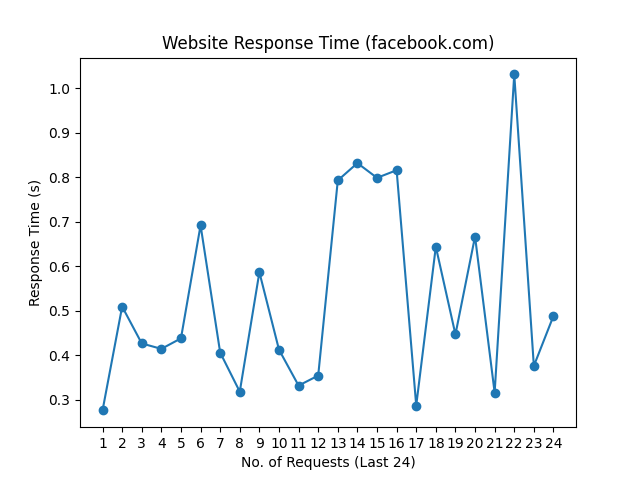 Website Response Time (facebook.com)
1.0
0.9
0.8
0.7
0.6
0.5
0.4
0.3
Response Time (s)
1 2 3 4 5 6 7 8 9 10 11 12 13 14 15 16 17 18 19 20 21 22 23 24
No. of Requests (Last 24)